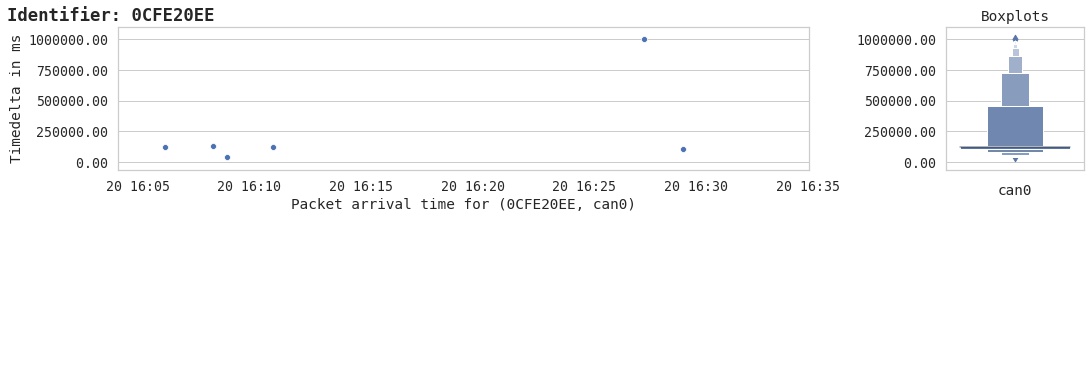 Identifier: 0CFE20EE
Timedelta in ms
1000000.00
750000.00
500000.00
250000.00
0.00
20 16:05 20 16:10 20 16:15 20 16:20 20 16:25 20 16:30 20 16:35
Packet arrival time for (0CFE20EE, can0)
Boxplots
1000000.00
750000.00
500000.00
250000.00
0.00
can0